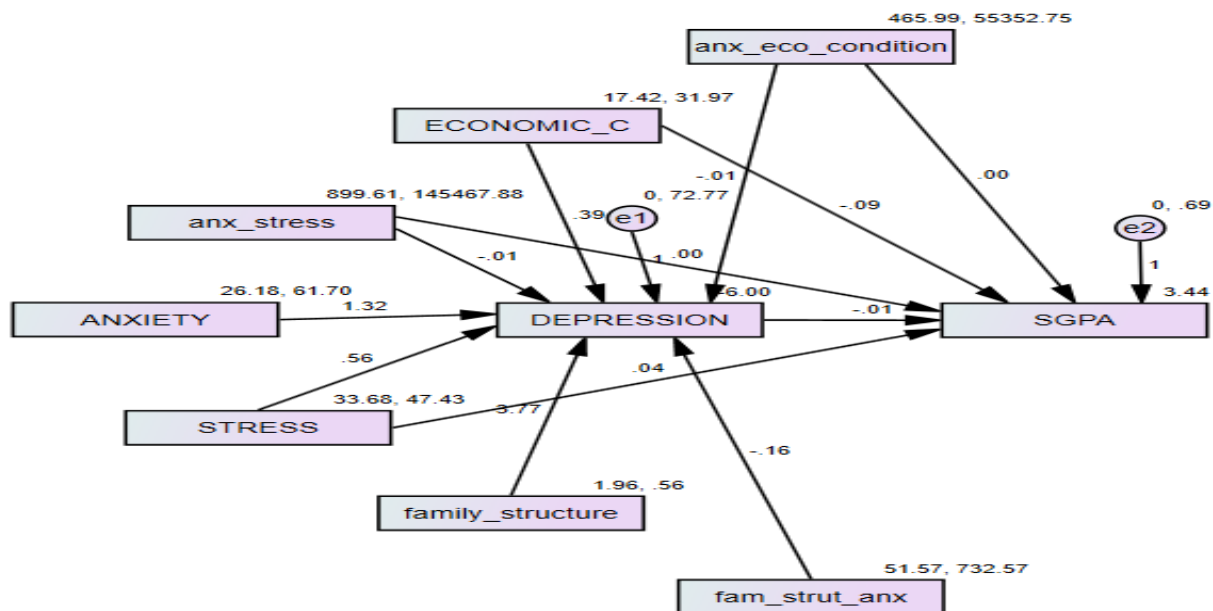 465.99, 55352.75
anx_eco_condition
17.42, 31.97
ECONOMIC_C
899.61, 145467.88
anx_stress
-.01
-.09
.00
0, 72.77
e1
.39
1
.00
-.01
0, .69
e2
1
26.18, 61.70
ANXIETY
1.32
-6.00
DEPRESSION
-.01
3.44
SGPA
.56
.04
33.68, 47.43
STRESS
3.77
-.16
1.96, .56
family_structure
51.57, 732.57
fam_strut_anx